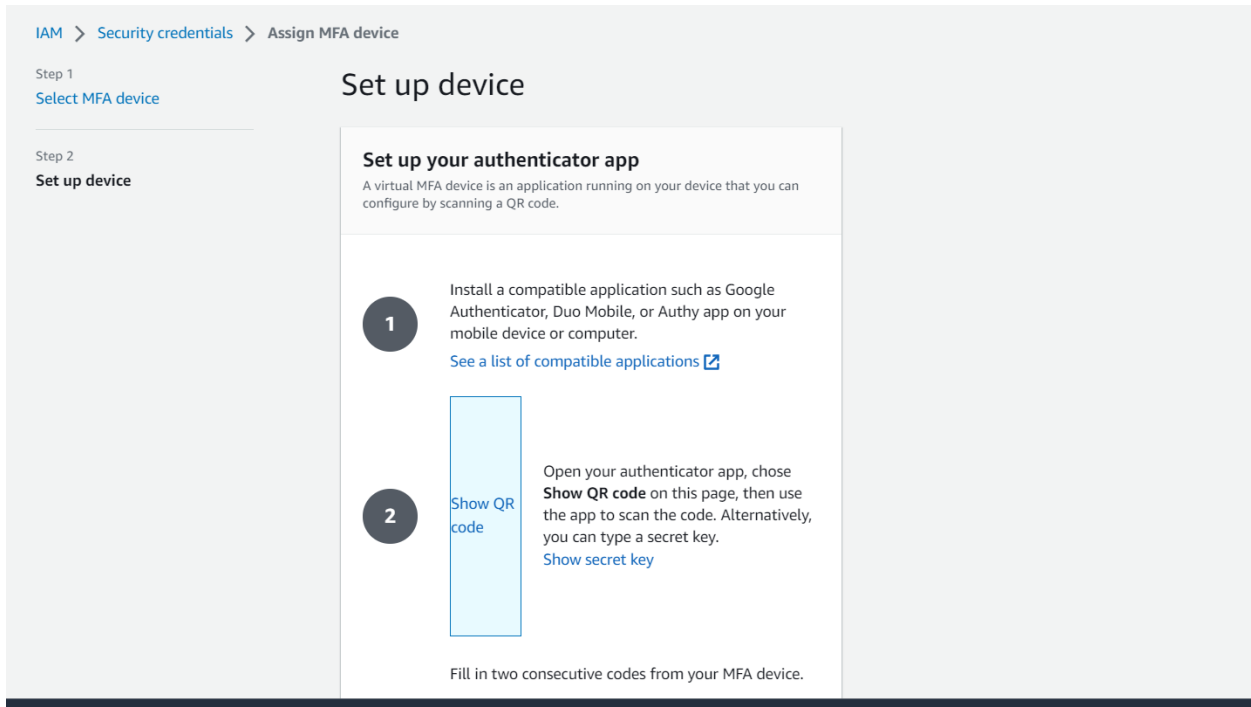 IAM > Security credentials > Assign MFA device
Step 1
Select MFA device
Step 2
Set up device
Set up device
Set up your authenticator app
A virtual MFA device is an application running on your device that you can
configure by scanning a QR code.
1
Install a compatible application such as Google
Authenticator, Duo Mobile, or Authy app on your
mobile device or computer.
See a list of compatible applications
2
Show QR
code
Open your authenticator app, chose
Show QR code on this page, then use
the app to scan the code. Alternatively,
you can type a secret key.
Show secret key
Fill in two consecutive codes from your MFA device.